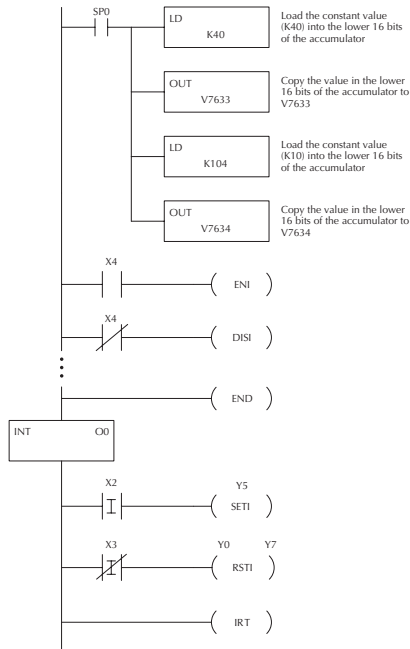 SP0
LD
K40
Load the constant value
(K40) into the lower 16 bits
of the accumulator
OUT
V7633
Copy the value in the lower
16 bits of the accumulator to
V7633
LD
K104
Load the constant value
(K10) into the lower 16 bits
of the accumulator
OUT
V7634
Copy the value in the lower
16 bits of the accumulator to
V7634
X4
ENI
X4
DISI
END
INT O0
X2
Y5
SETI
X3
Y0 Y7
RSTI
IRT